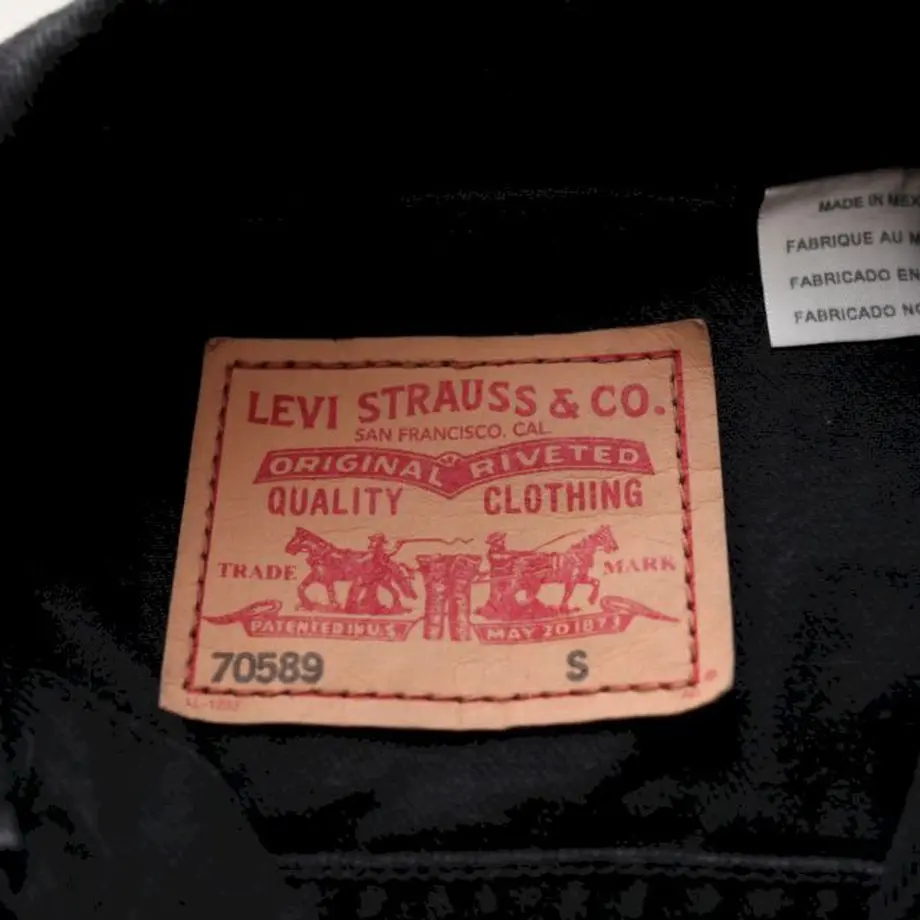 LEVI STRAUSS & CO.
SAN FRANCISCO, CAL.
ORIGINAL RIVETED
QUALITY CLOTHING
TRADE MARK
PATENTED IN U.S. MAY 20 1873
70589 S
MADE IN MEX
FABRIQUE AU M
FABRICADO EN
FABRICADO NO